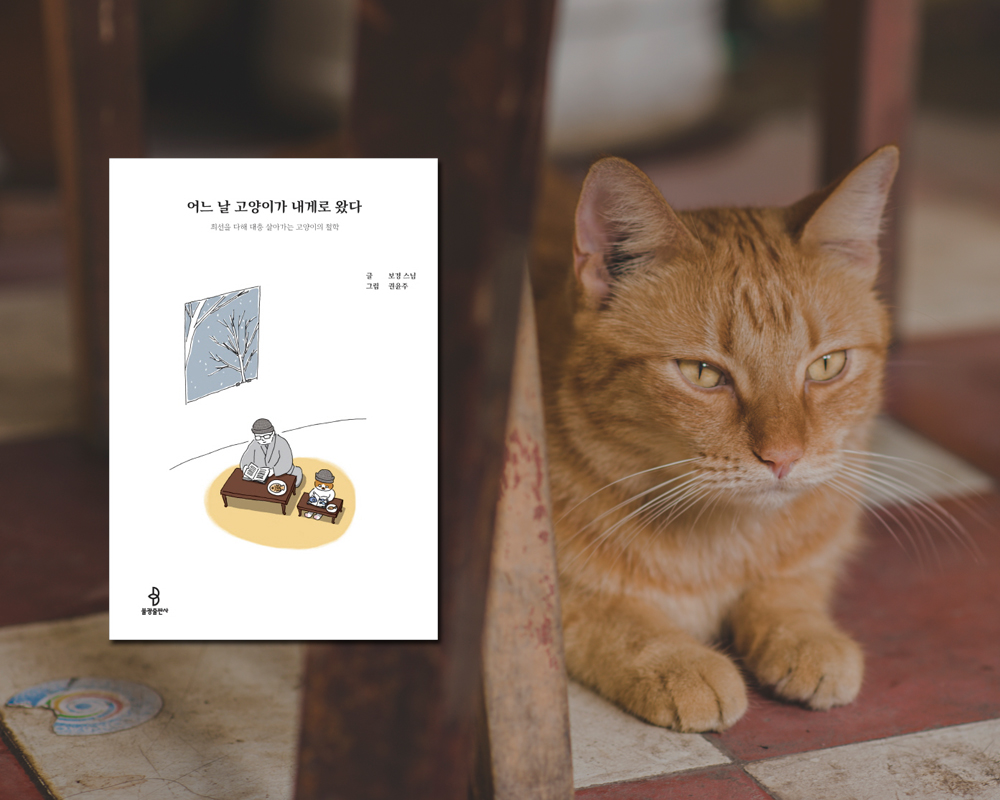 어느 날 고양이가 내게로 왔다
최선을 다해 대충 살아가는 고양이의 철학
글 보경 스님
그림 권윤주
불광출판사